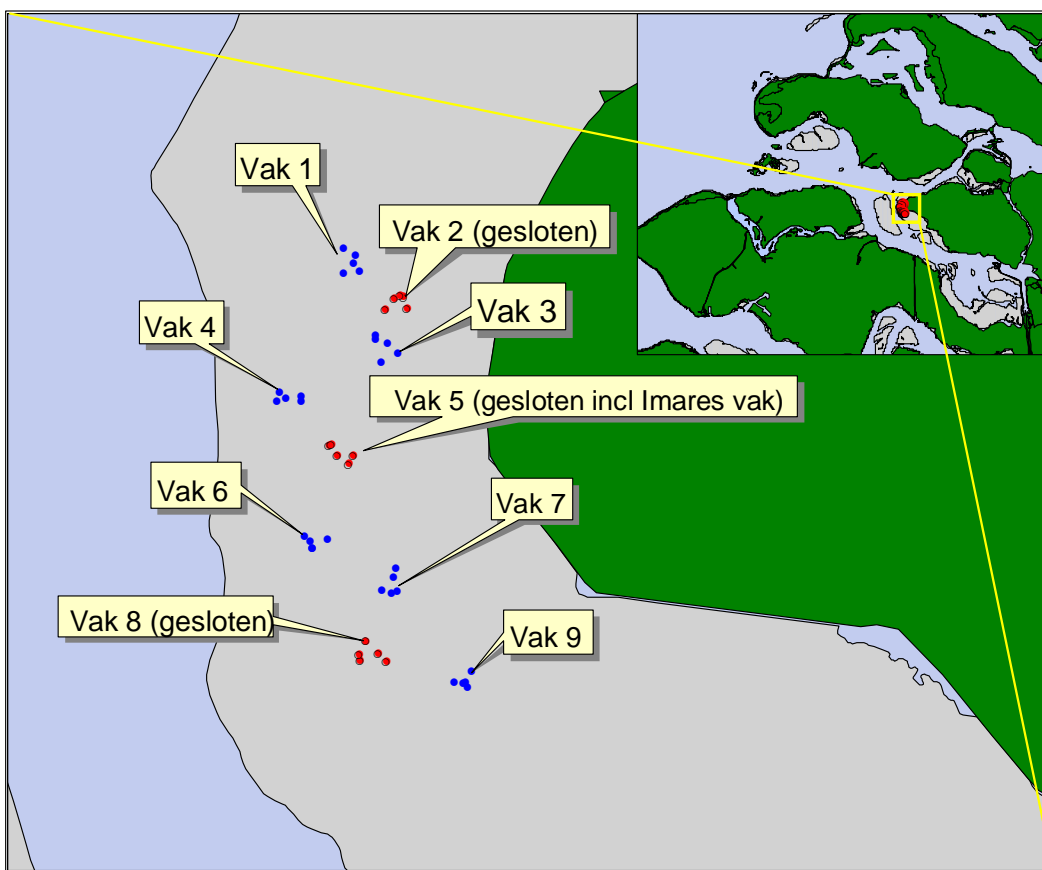 Vak 1
Vak 2 (gesloten)
Vak 3
Vak 4
Vak 5 (gesloten incl Imares vak)
Vak 6
Vak 7
Vak 8 (gesloten)
Vak 9